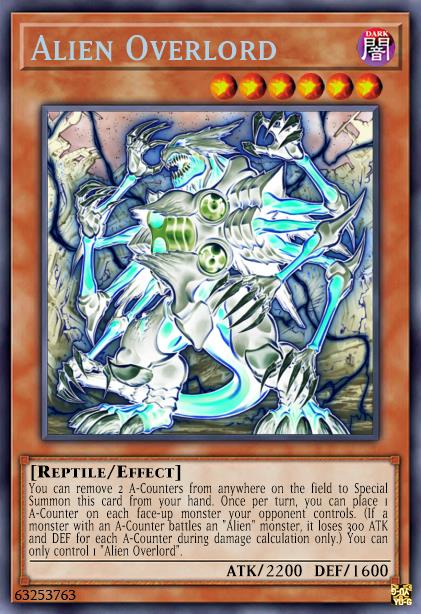 ALIEN OVERLORD
DARK
闇
[REPTILE/EFFECT]
You can remove 2 A-Counters from anywhere on the field to Special
Summon this card from your hand. Once per turn, you can place 1
A-Counter on each face-up monster your opponent controls. (If a
monster with an A-Counter battles an "Alien" monster, it loses 300 ATK
and DEF for each A-Counter during damage calculation only.) You can
only control 1 "Alien Overlord".
ATK/2200 DEF/1600
63253763